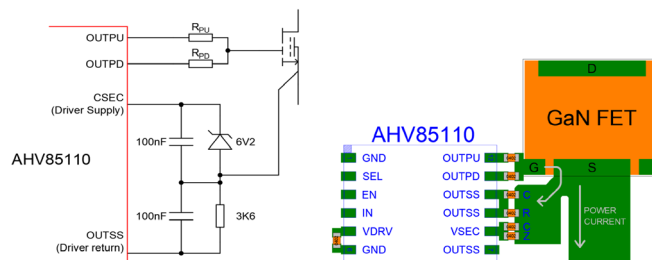 OUTPU
RPU
OUTPD
RPD
CSEC
(Driver Supply)
100nF
6V2
AHV85110
100nF
3K6
OUTSS
(Driver return)
AHV85110
GND
OUTPU
SEL
OUTPD
EN
OUTSS
C
IN
OUTSS
R
VDRV
VSEC
C
Z
GND
OUTSS
D
GaN FET
G
S
POWER
CURRENT